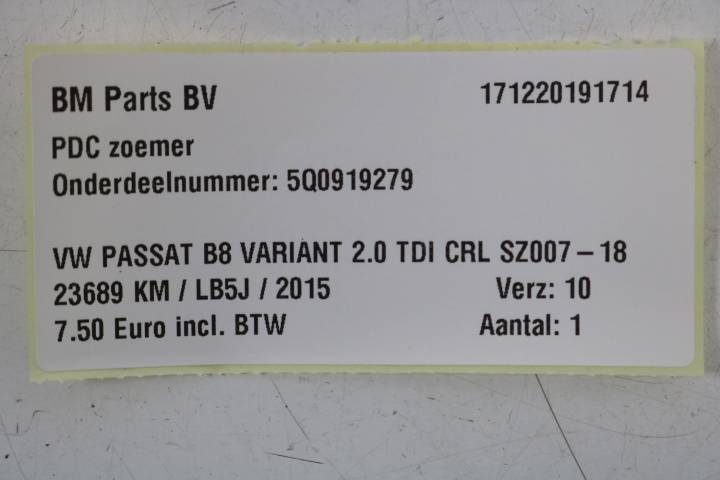 BM Parts BV 171220191714
PDC zoemer
Onderdeelnummer: 5Q0919279
VW PASSAT B8 VARIANT 2.0 TDI CRL SZ007 – 18
23689 KM / LB5J / 2015 Verz: 10
7.50 Euro incl. BTW Aantal: 1